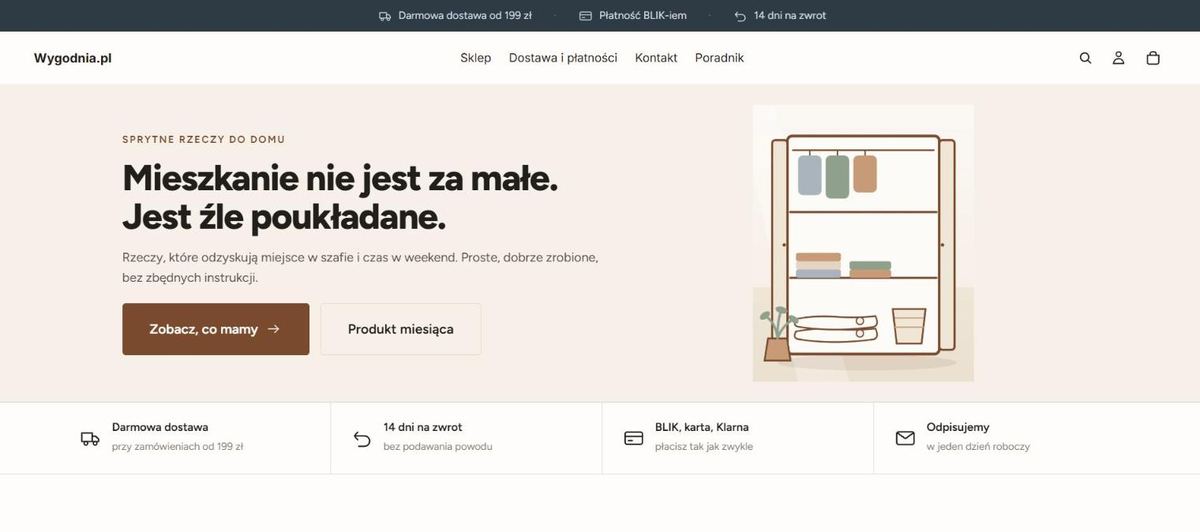 Darmowa dostawa od 199 zł · Płatność BLIK-iem · 14 dni na zwrot
Wygodnia.pl Sklep Dostawa i płatności Kontakt Poradnik
SPRYTNE RZECZY DO DOMU
Mieszkanie nie jest za małe.
Jest źle poukładane.
Rzeczy, które odzyskują miejsce w szafie i czas w weekend. Proste, dobrze zrobione,
bez zbędnych instrukcji.
Zobacz, co mamy → Produkt miesiąca
Darmowa dostawa
przy zamówieniach od 199 zł
14 dni na zwrot
bez podawania powodu
BLIK, karta, Klarna
płacisz tak jak zwykle
Odpisujemy
w jeden dzień roboczy